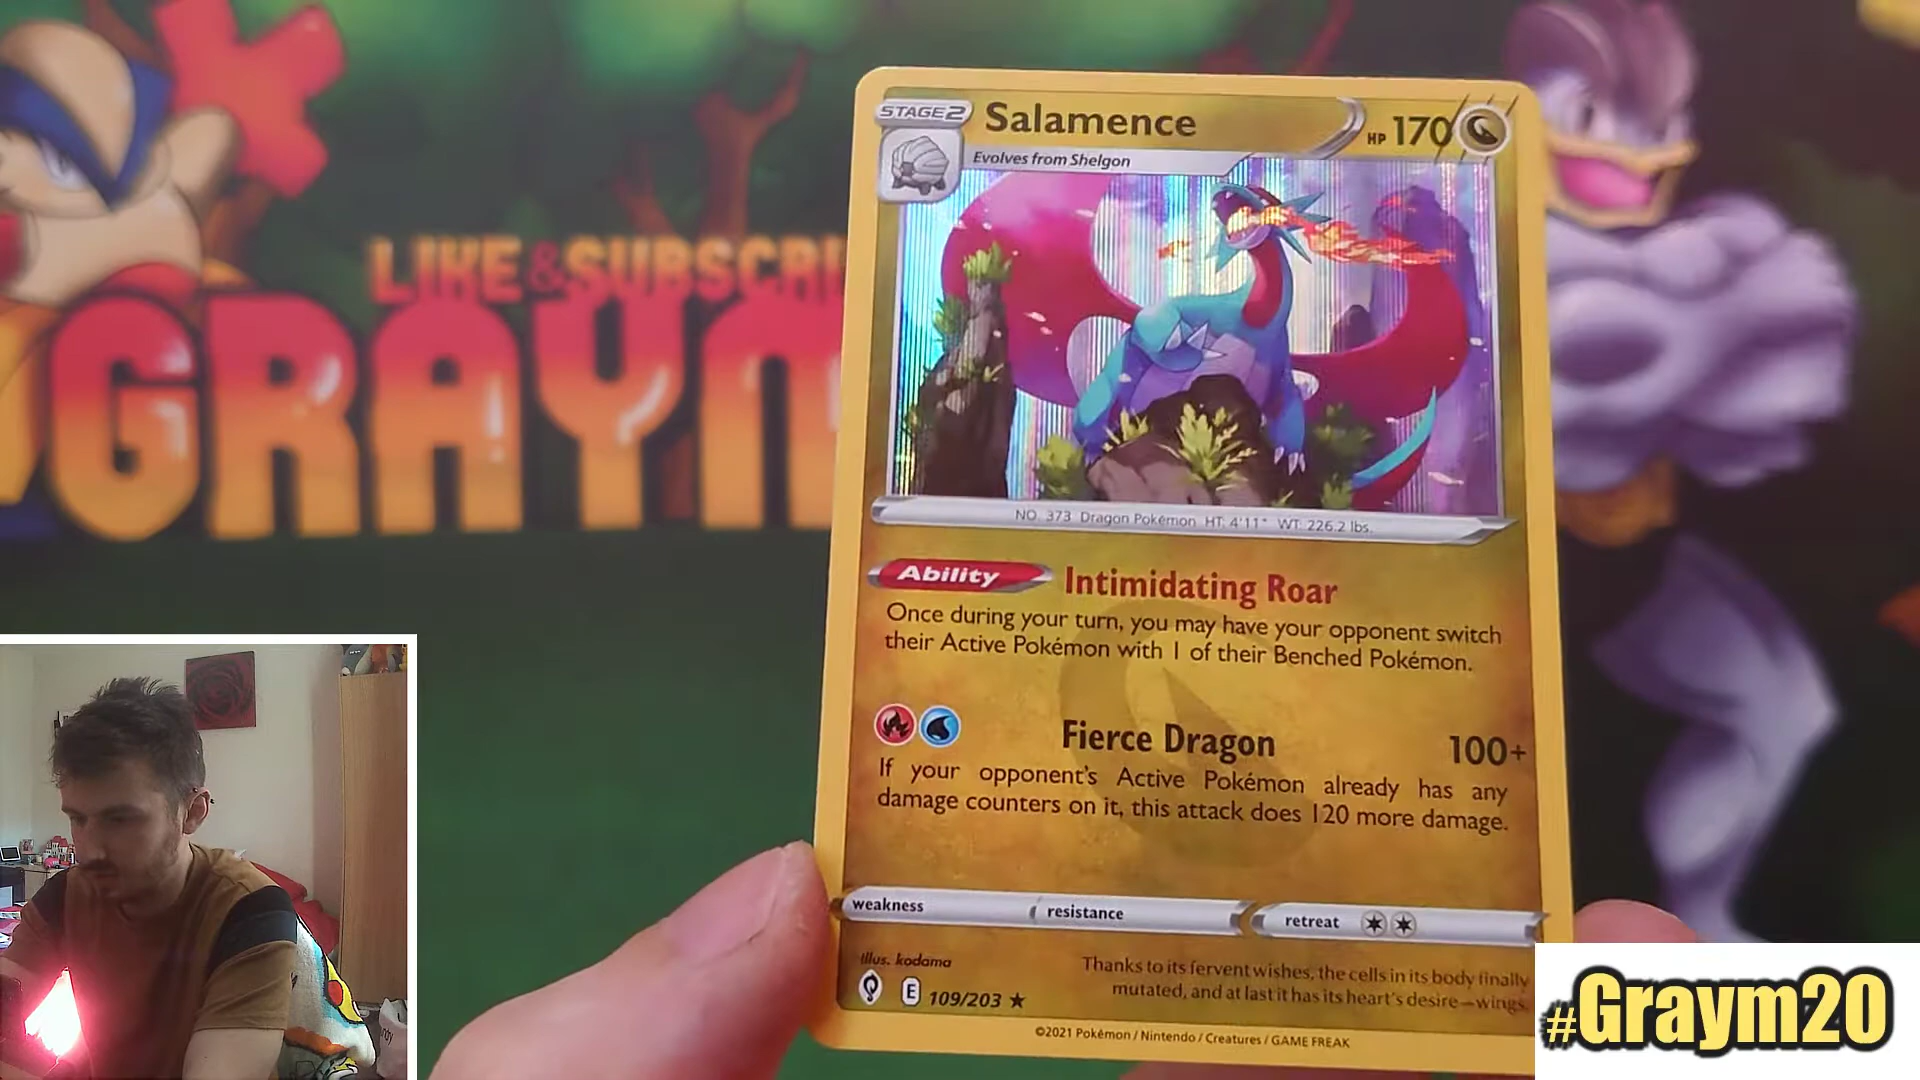 LIKE & SUBSCRI
GRAYM
STAGE 2
Salamence
HP 170
Evolves from Shelgon
NO. 373 Dragon Pokémon HT: 4'11" WT: 226.2 lbs.
Ability Intimidating Roar
Once during your turn, you may have your opponent switch
their Active Pokémon with 1 of their Benched Pokémon.
Fierce Dragon 100+
If your opponent's Active Pokémon already has any
damage counters on it, this attack does 120 more damage.
weakness resistance retreat
illus. kodama
E 109/203
Thanks to its fervent wishes, the cells in its body finally
mutated, and at last it has its heart's desire—wings.
©2021 Pokémon / Nintendo / Creatures / GAME FREAK
#Graym20